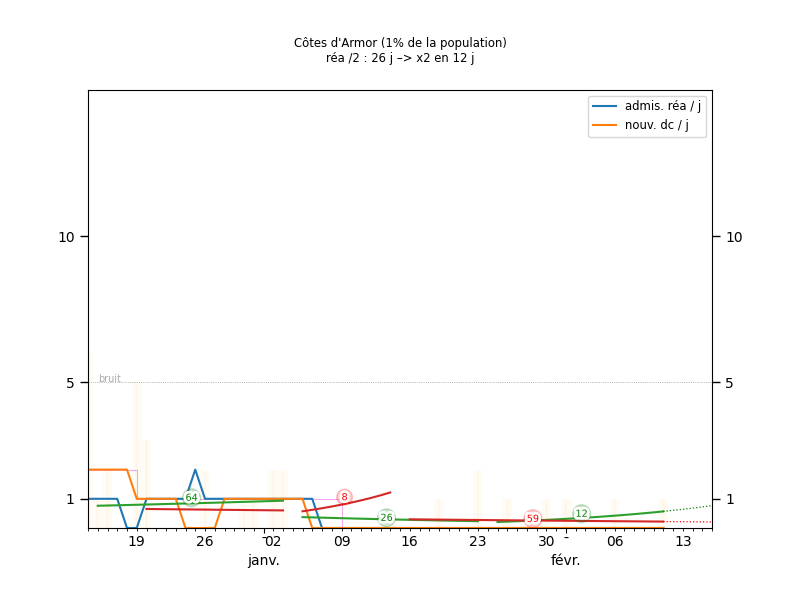 Côtes d'Armor (1% de la population)
réa /2 : 26 j –> x2 en 12 j
admis. réa / j
nouv. dc / j
10
10
bruit
5
5
64
8
26
59
12
1
1
19
26
02
09
16
23
30
06
13
janv.
févr.